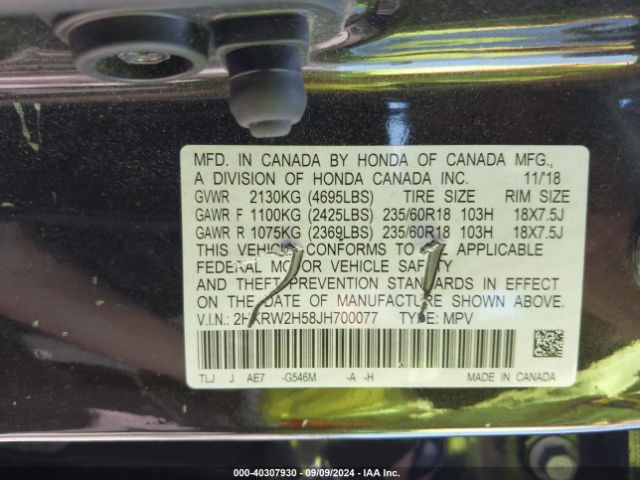 MFD. IN CANADA BY HONDA OF CANADA MFG.,
A DIVISION OF HONDA CANADA INC. 11/'18
GVWR 2130KG (4695LBS) TIRE SIZE RIM SIZE
GAWR F 1100KG (2425LBS) 235/60R18 103H 18X7.5J
GAWR R 1075KG (2369LBS) 235/60R18 103H 18X7.5J
THIS VEHICLE CONFORMS TO ALL APPLICABLE
FEDERAL MOTOR VEHICLE SAFETY
AND THEFT PREVENTION STANDARDS IN EFFECT
ON THE DATE OF MANUFACTURE SHOWN ABOVE.
V.I.N.: 2HKRW2H58JH700077 TYPE: MPV
TLJ J AE7 -G546M -A -H MADE IN CANADA
000-40307930 - 09/09/2024 - IAA Inc.